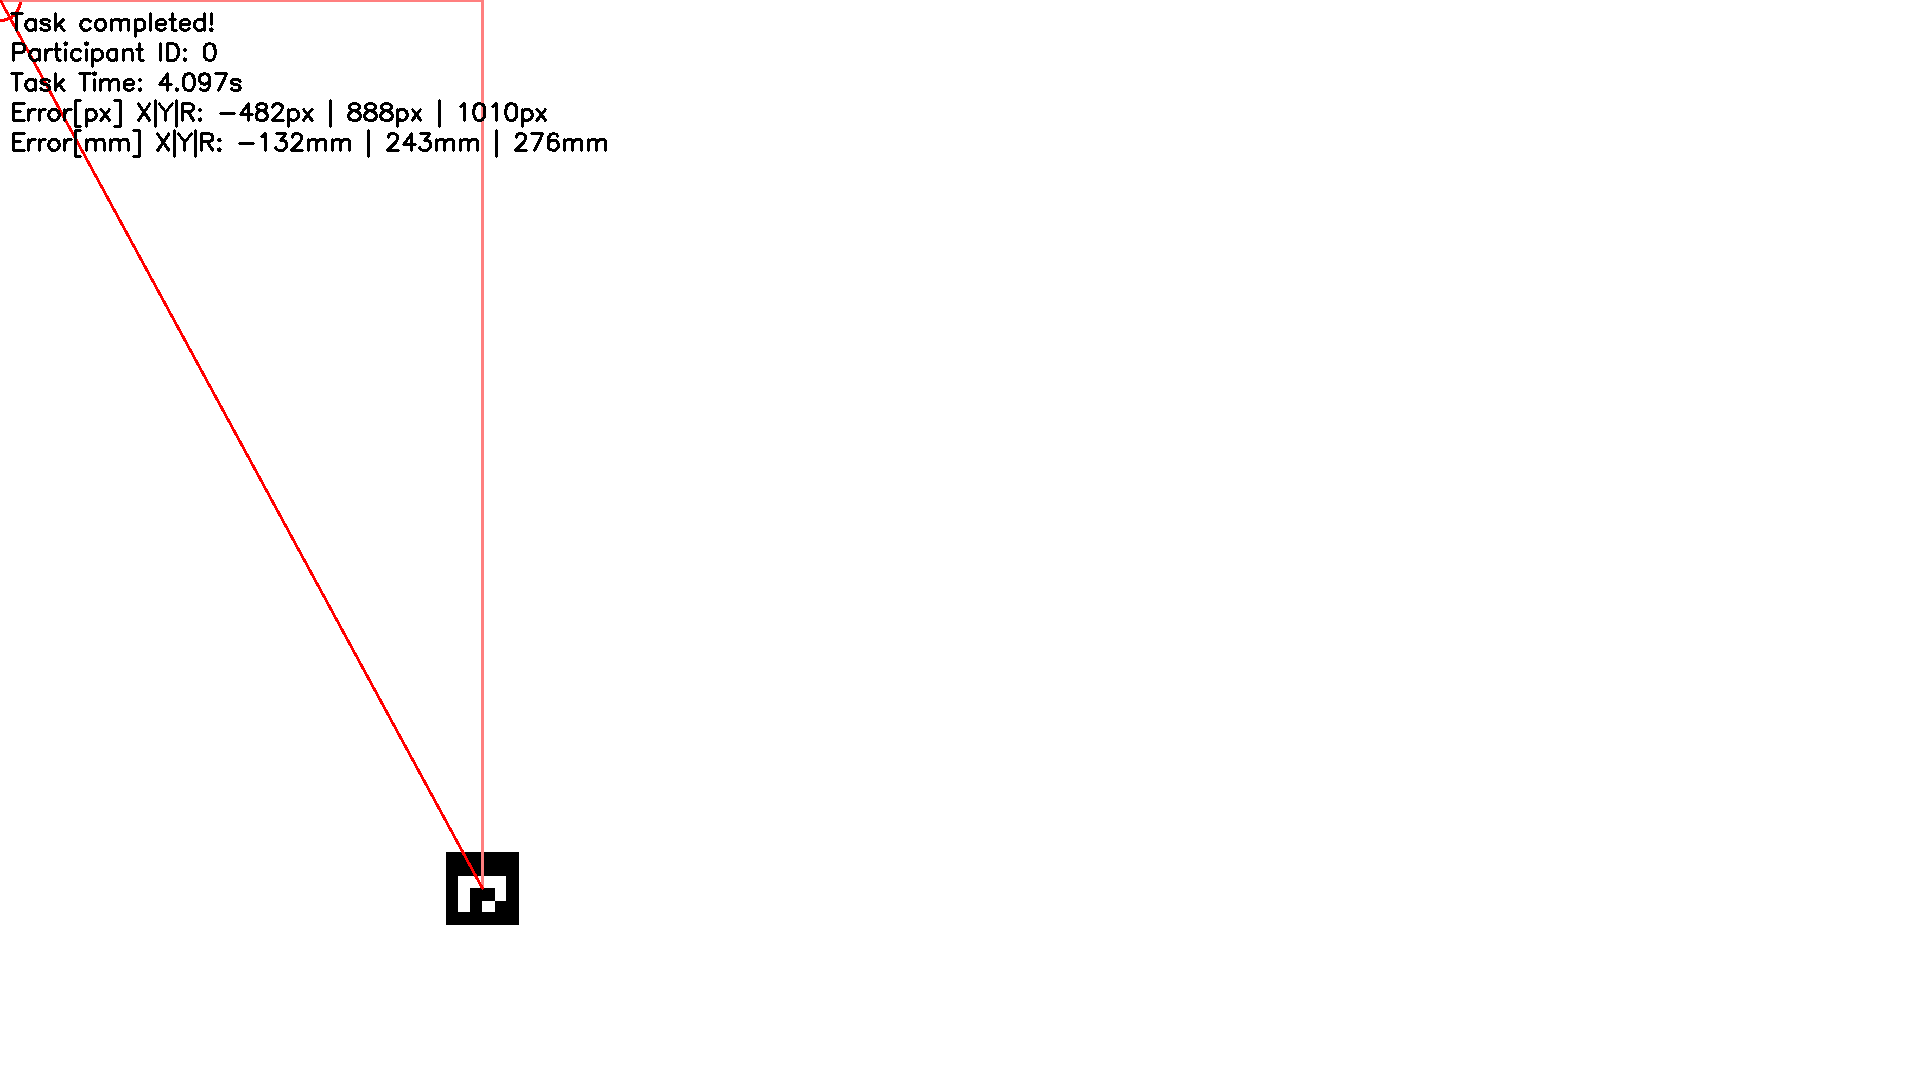 Task completed!
Participant ID: 0
Task Time: 4.097s
Error[px] X|Y|R: -482px | 888px | 1010px
Error[mm] X|Y|R: -132mm | 243mm | 276mm